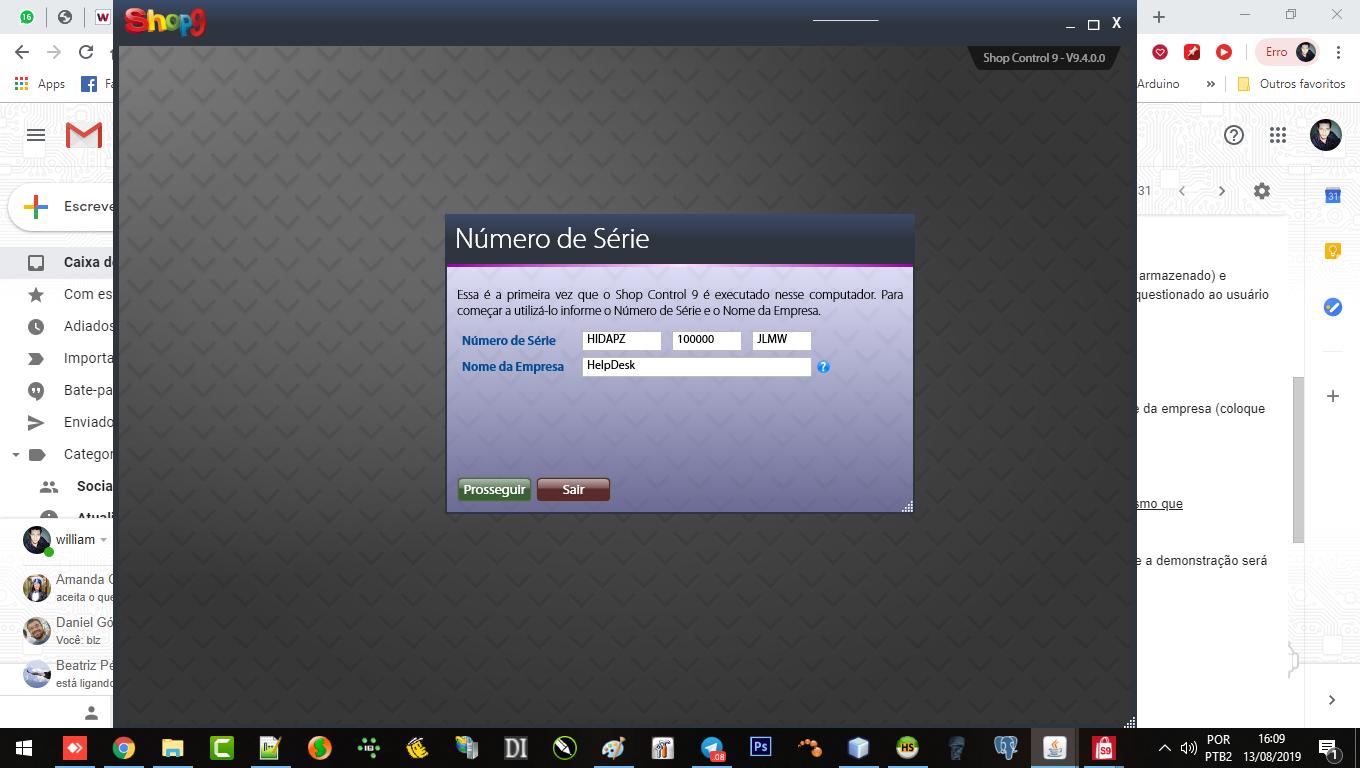 16
Shop9
X
Erro
Shop Control 9 - V9.4.0.0
Apps
Arduino
»
Outros favoritos
Escreve
31
31
Caixa d
Com es
Adiados
Importa
Bate-pa
Enviado
Categor
Socia
Atuali
Número de Série
Essa é a primeira vez que o Shop Control 9 é executado nesse computador. Para
começar a utilizá-lo informe o Número de Série e o Nome da Empresa.
Número de Série HIDAPZ 100000 JLMW
Nome da Empresa HelpDesk ?
Prosseguir Sair
armazenado) e
questionado ao usuário
e da empresa (coloque
smo que
e a demonstração será
william
Amanda
aceita o que
Daniel Gó
Você: blz
Beatriz Pe
está ligando
DI
.08
Ps
HS
S9
POR
PTB2
16:09
13/08/2019
1